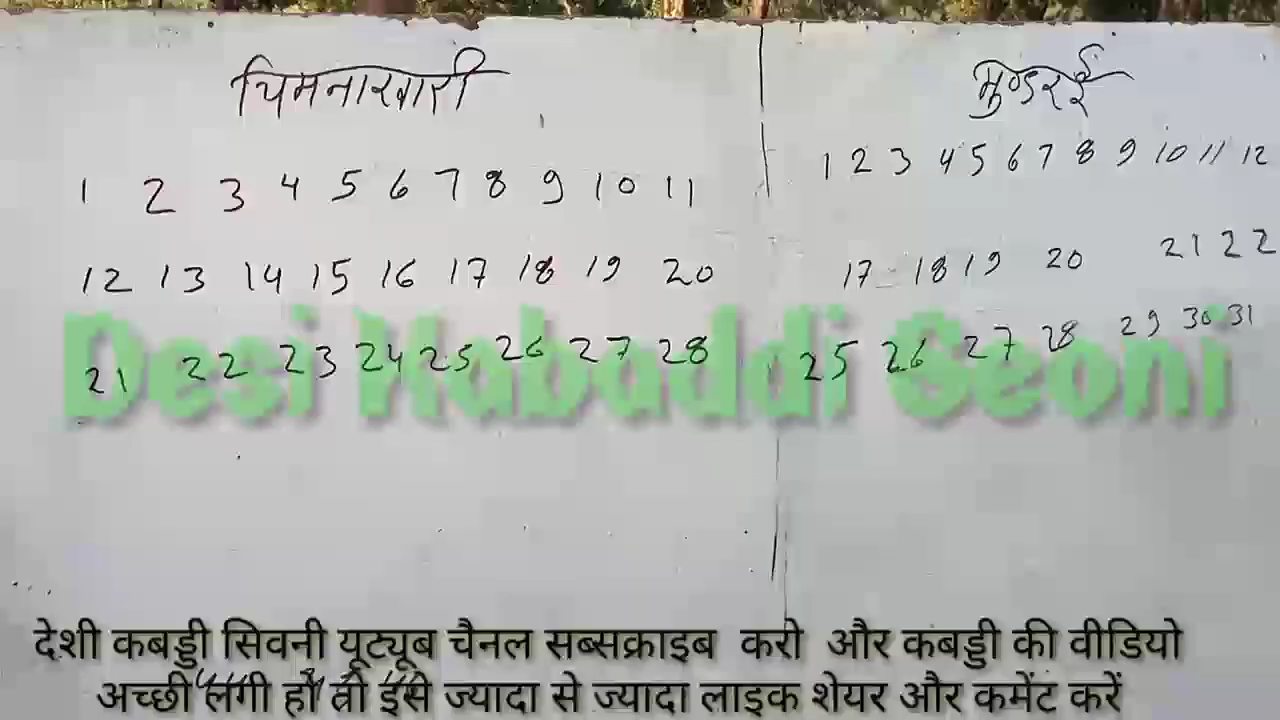 चिमनाखारी
1 2 3 4 5 6 7 8 9 10 11
12 13 14 15 16 17 18 19 20
21 22 23 24 25 26 27 28
मुण्डरई
1 2 3 4 5 6 7 8 9 10 11 12
17 18 19 20 21 22
25 26 27 28 29 30 31
Desi Kabaddi Seoni
देशी कबड्डी सिवनी यूट्यूब चैनल सब्सक्राइब करो और कबड्डी की वीडियो
अच्छी लगी हो तो इसे ज्यादा से ज्यादा लाइक शेयर और कमेंट करें